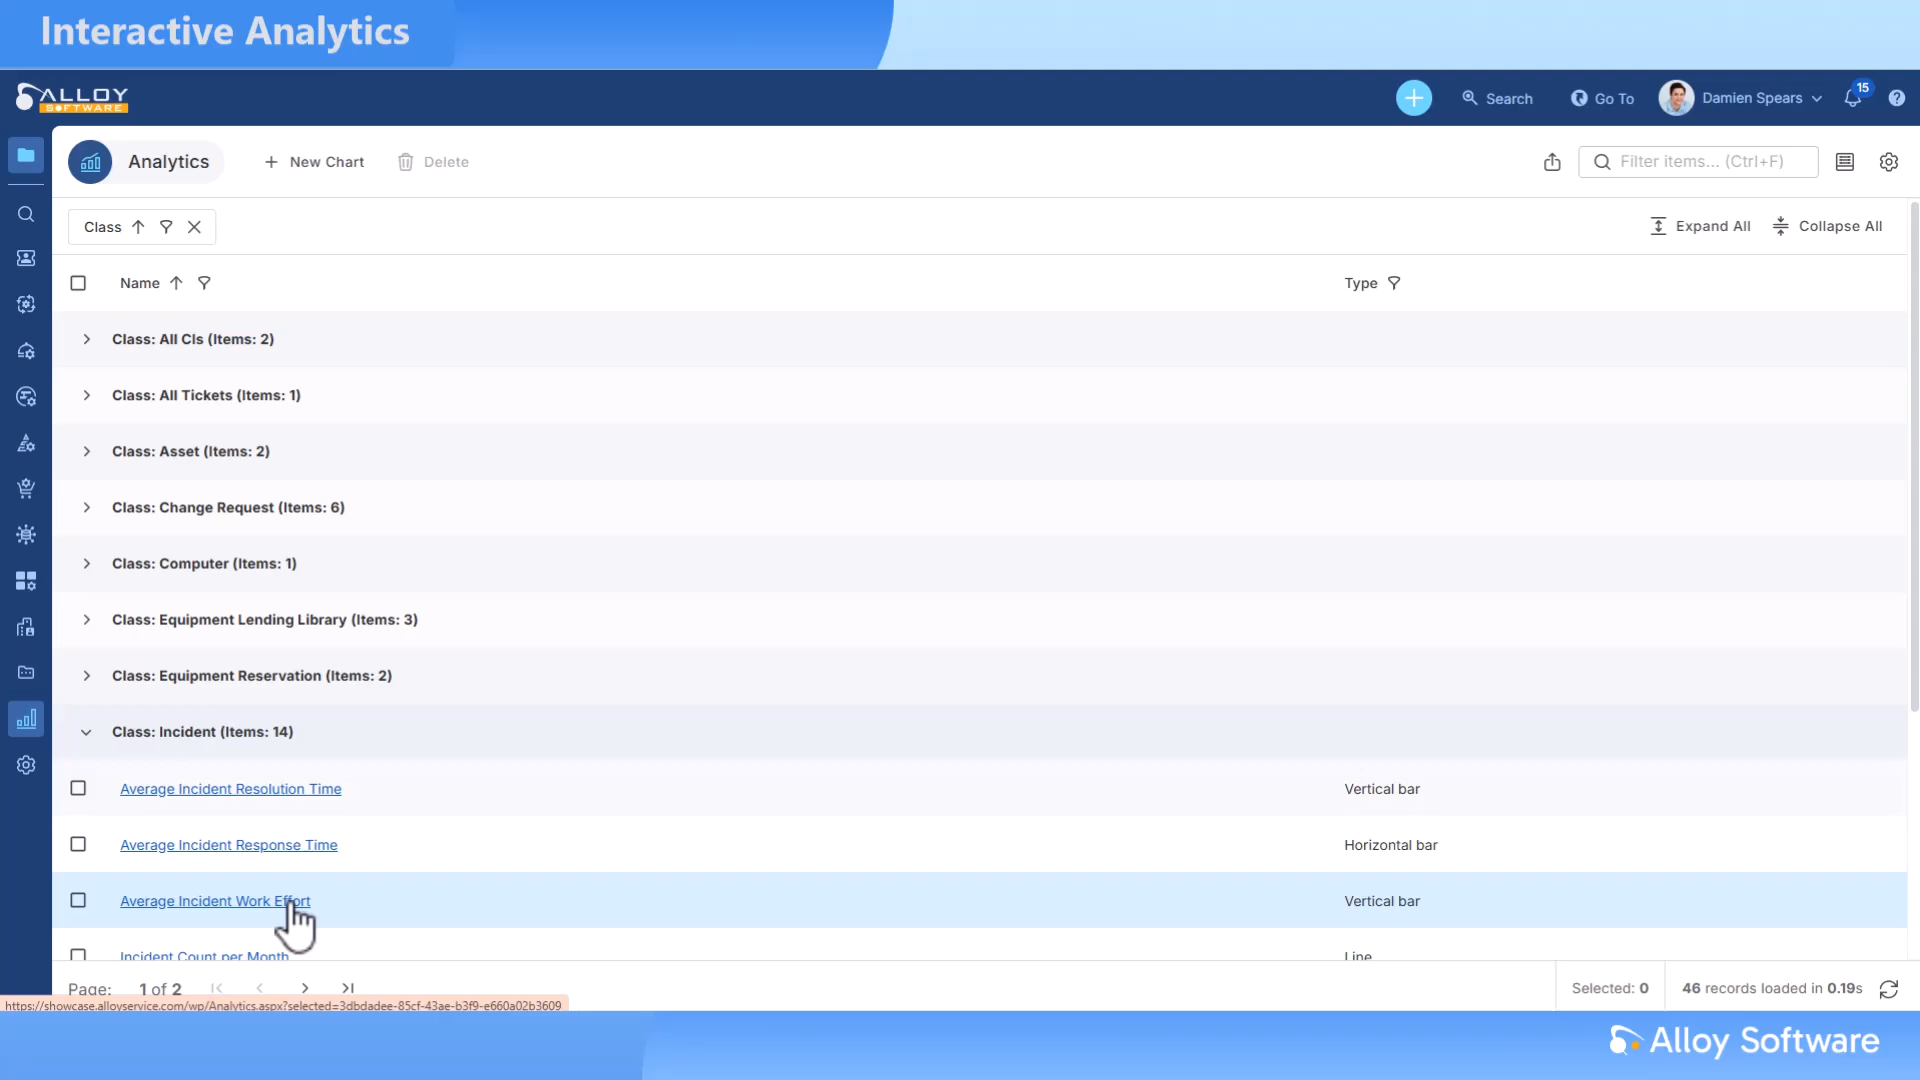 Interactive Analytics
ALLOY
SOFTWARE
Search
Go To
Damien Spears
15
Analytics
New Chart
Delete
Filter items... (Ctrl+F)
Class
Expand All
Collapse All
Name
Type
Class: All CIs (Items: 2)
Class: All Tickets (Items: 1)
Class: Asset (Items: 2)
Class: Change Request (Items: 6)
Class: Computer (Items: 1)
Class: Equipment Lending Library (Items: 3)
Class: Equipment Reservation (Items: 2)
Class: Incident (Items: 14)
Average Incident Resolution Time Vertical bar
Average Incident Response Time Horizontal bar
Average Incident Work Effort Vertical bar
Incident Count per Month Line
Page: 1 of 2
Selected: 0
46 records loaded in 0.19s
https://showcase.alloyservice.com/wp/Analytics.aspx?selected=3dbdadee-85cf-43ae-b3f9-e660a02b3609
Alloy Software